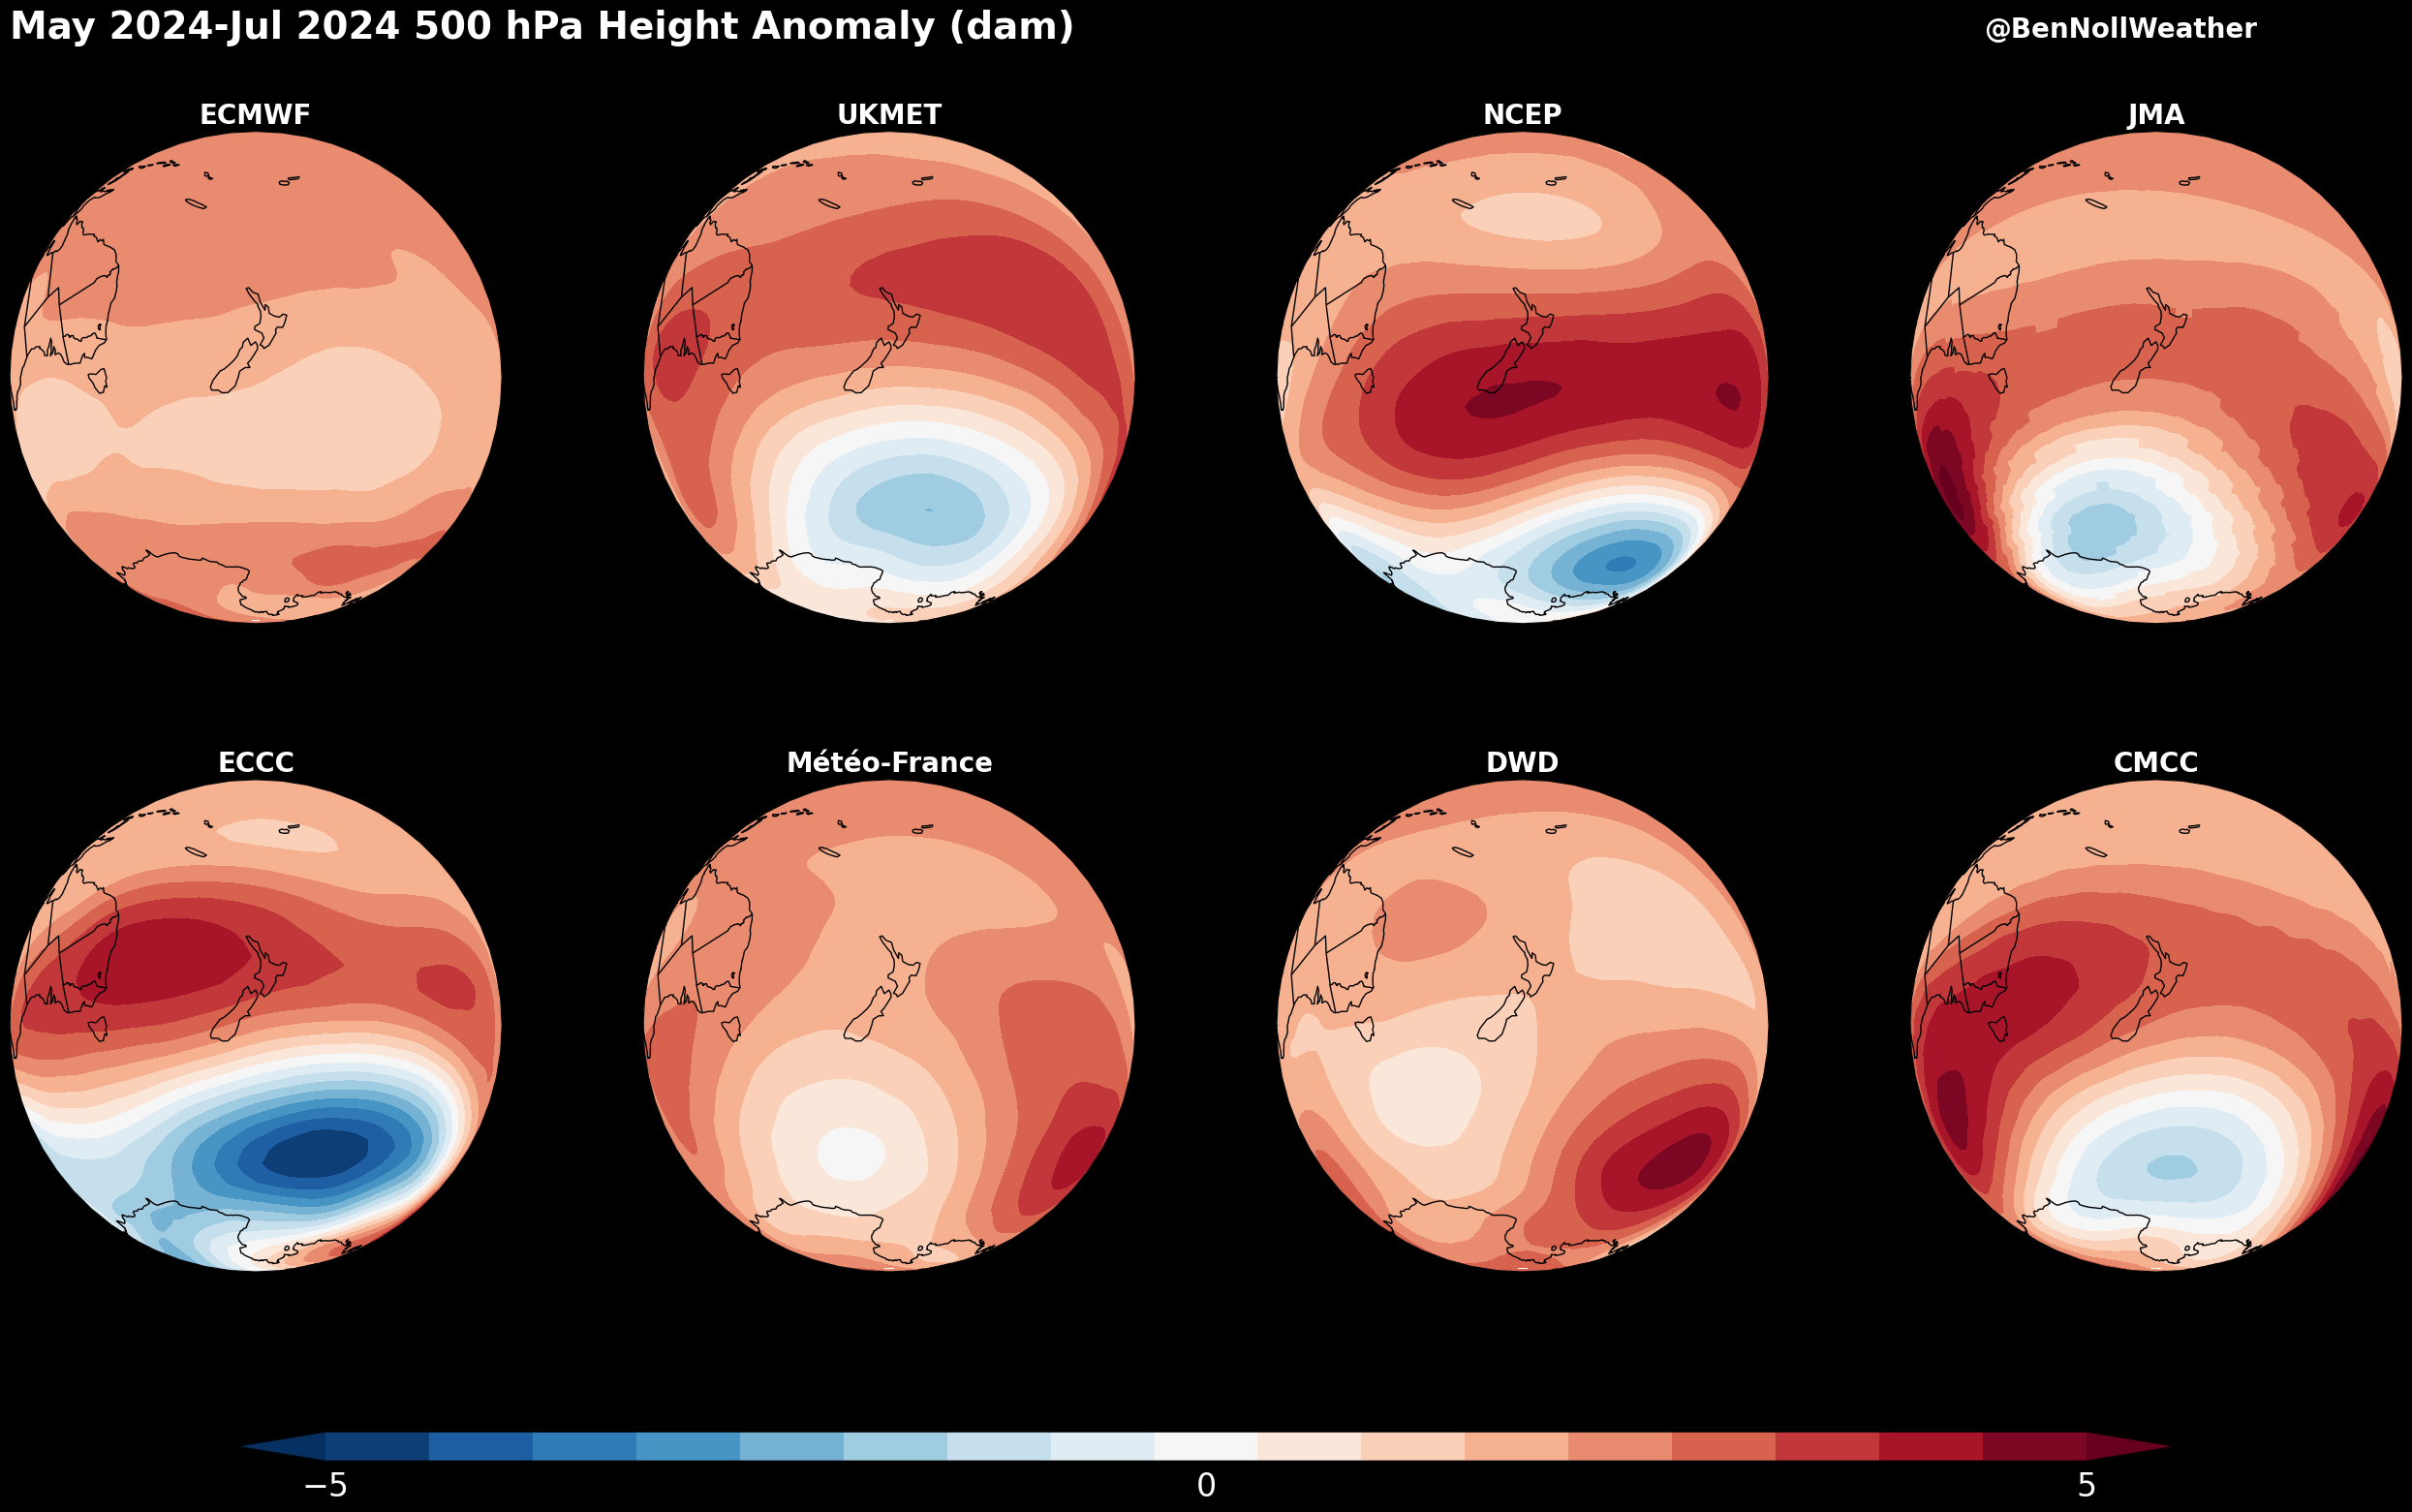 May 2024-Jul 2024 500 hPa Height Anomaly (dam)
@BenNollWeather
ECMWF
UKMET
NCEP
JMA
ECCC
Météo-France
DWD
CMCC
−5
0
5